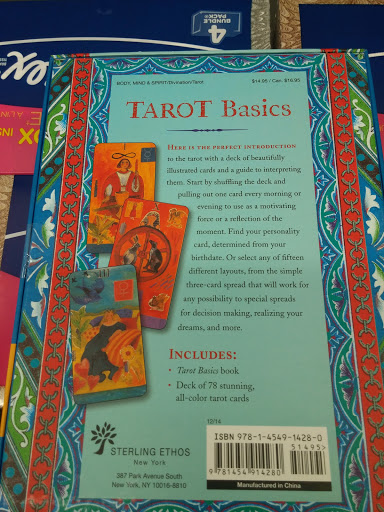 4
BUNDLE
PACK®
ex
OX
INS
BODY, MIND & SPIRIT/Divination/Tarot
$14.95 / Can. $16.95
TAROT Basics
HERE IS THE PERFECT INTRODUCTION
to the tarot with a deck of beautifully
illustrated cards and a guide to interpreting
them. Start by shuffling the deck and
pulling out one card every morning or
evening to use as a motivating
force or a reflection of the
moment. Find your personality
card, determined from your
birthdate. Or select any of fifteen
different layouts, from the simple
three-card spread that will work for
any possibility to special spreads
for decision making, realizing your
dreams, and more.
INCLUDES:
• Tarot Basics book
• Deck of 78 stunning,
all-color tarot cards
12/14
STERLING ETHOS
New York
387 Park Avenue South
New York, NY 10016-8810
ISBN 978-1-4549-1428-0
51495
9 781454 914280
Manufactured in China